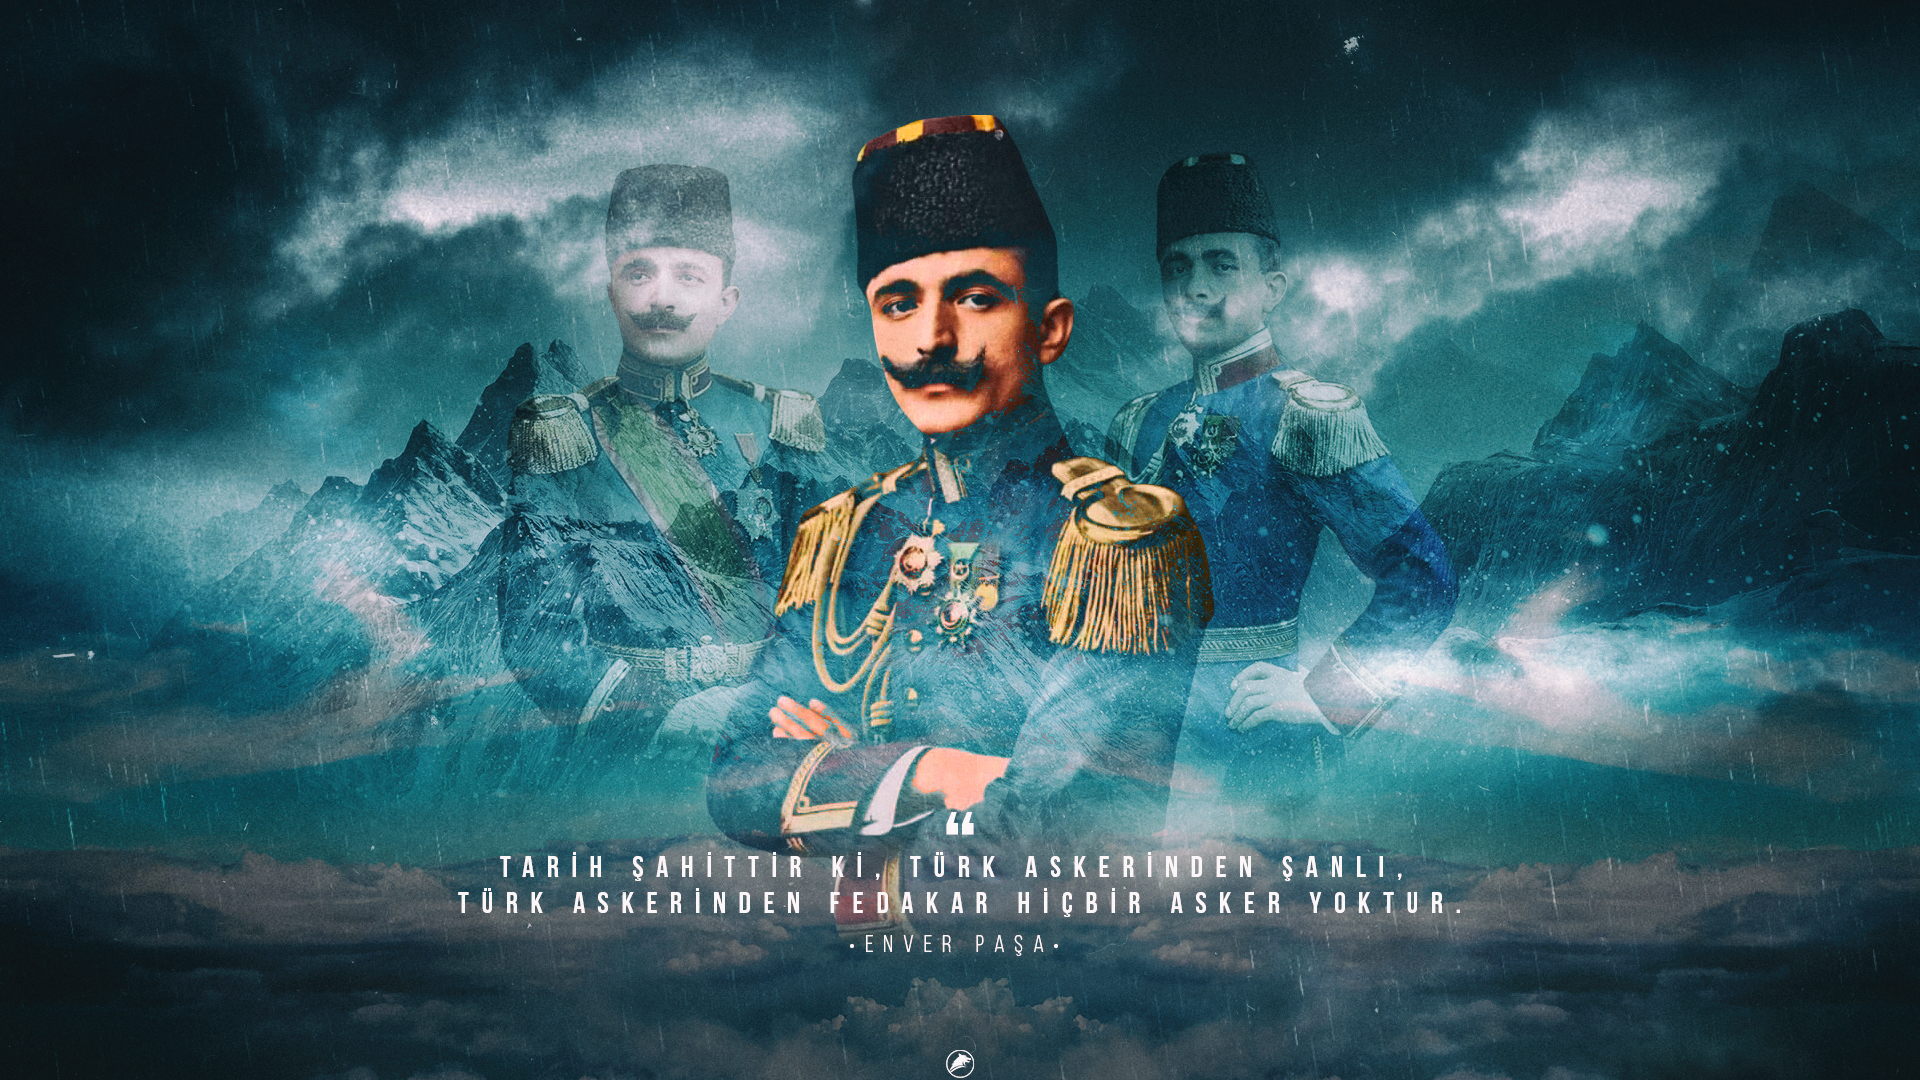 “
TARİH ŞAHİTTİR Kİ, TÜRK ASKERİNDEN ŞANLI,
TÜRK ASKERİNDEN FEDAKAR HİÇBİR ASKER YOKTUR.
•ENVER PAŞA•